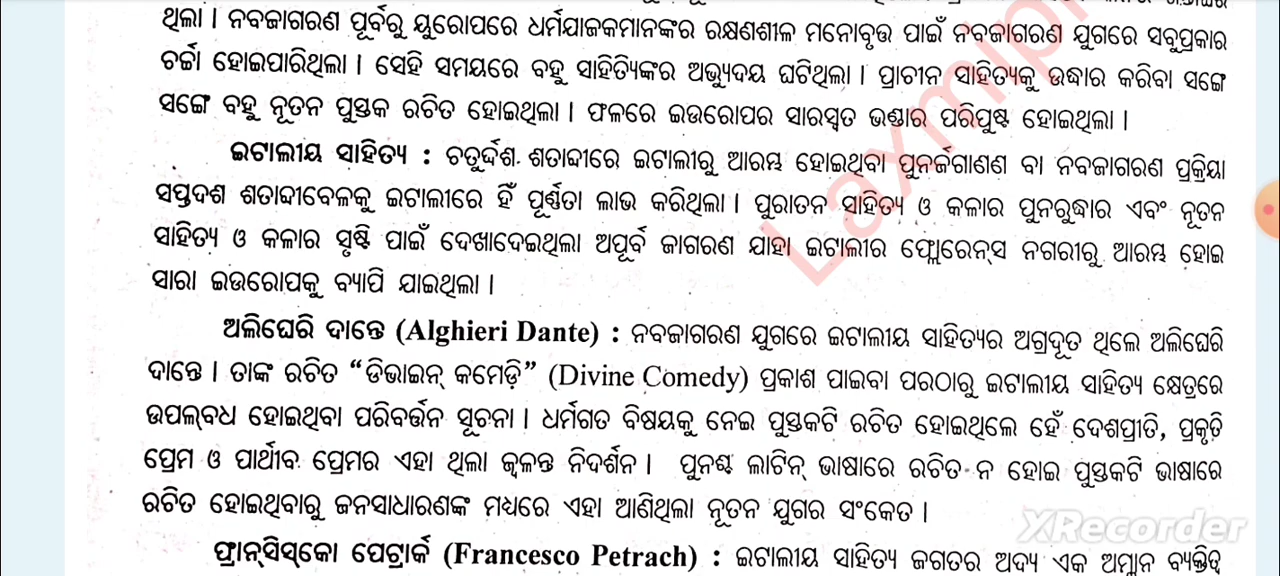 ଥିଲା । ନବଜାଗରଣ ପୂର୍ବରୁ ୟୁରୋପରେ ଧର୍ମଯାଜକମାନଙ୍କର ରକ୍ଷଣଶୀଳ ମନୋବୃତ୍ତ ପାଇଁ ନବଜାଗରଣ ଯୁଗରେ ସବୁପ୍ରକାର
ଚର୍ଚ୍ଚା ହୋଇପାରିଥିଲା । ସେହି ସମୟରେ ବହୁ ସାହିତ୍ୟିଙ୍କର ଅଭ୍ୟୁଦୟ ଘଟିଥିଲା । ପ୍ରାଚୀନ ସାହିତ୍ୟକୁ ଉଦ୍ଧାର କରିବା ସଙ୍ଗେ
ସଙ୍ଗେ ବହୁ ନୂତନ ପୁସ୍ତକ ରଚିତ ହୋଇଥିଲା । ଫଳରେ ଇଉରୋପର ସାରସ୍ୱତ ଭଣ୍ଡାର ପରିପୁଷ୍ଟ ହୋଇଥିଲା ।
ଇଟାଲୀୟ ସାହିତ୍ୟ : ଚତୁର୍ଦ୍ଦଶ ଶତାବ୍ଦୀରେ ଇଟାଲୀରୁ ଆରମ୍ଭ ହୋଇଥିବା ପୁନର୍ଜଗାଣଣ ବା ନବଜାଗରଣ ପ୍ରକ୍ରିୟା
ସପ୍ତଦଶ ଶତାବ୍ଦୀବେଳକୁ ଇଟାଲୀରେ ହିଁ ପୂର୍ଣ୍ଣତା ଲାଭ କରିଥିଲା । ପୁରାତନ ସାହିତ୍ୟ ଓ କଳାର ପୁନରୁଦ୍ଧାର ଏବଂ ନୂତନ
ସାହିତ୍ୟ ଓ କଳାର ସୃଷ୍ଟି ପାଇଁ ଦେଖାଦେଇଥିଲା ଅପୂର୍ବ ଜାଗରଣ ଯାହା ଇଟାଲୀର ଫ୍ଲୋରେନ୍‌ସ ନଗରୀରୁ ଆରମ୍ଭ ହୋଇ
ସାରା ଇଉରୋପକୁ ବ୍ୟାପି ଯାଇଥିଲା ।
ଅଲିଘେରି ଦାନ୍ତେ (Alghieri Dante) : ନବଜାଗରଣ ଯୁଗରେ ଇଟାଲୀୟ ସାହିତ୍ୟର ଅଗ୍ରଦୂତ ଥିଲେ ଅଲିଘେରି
ଦାନ୍ତେ । ତାଙ୍କ ରଚିତ “ଡିଭାଇନ୍ କମେଡ଼ି” (Divine Comedy) ପ୍ରକାଶ ପାଇବା ପରଠାରୁ ଇଟାଲୀୟ ସାହିତ୍ୟ କ୍ଷେତ୍ରରେ
ଉପଲ୍‌ବଧ ହୋଇଥିବା ପରିବର୍ତ୍ତନ ସୂଚନା । ଧର୍ମଗତ ବିଷୟକୁ ନେଇ ପୁସ୍ତକଟି ରଚିତ ହୋଇଥିଲେ ହେଁ ଦେଶପ୍ରୀତି, ପ୍ରକୃତି
ପ୍ରେମ ଓ ପାର୍ଥୀବ ପ୍ରେମର ଏହା ଥିଲା ଜ୍ୱଳନ୍ତ ନିଦର୍ଶନ । ପୁନଶ୍ଚ ଲାଟିନ୍ ଭାଷାରେ ରଚିତ ନ ହୋଇ ପୁସ୍ତକଟି ଭାଷାରେ
ରଚିତ ହୋଇଥିବାରୁ ଜନସାଧାରଣଙ୍କ ମଧ୍ୟରେ ଏହା ଆଣିଥିଲା ନୂତନ ଯୁଗର ସଂକେତ ।
XRecorder
ଫ୍ରାନ୍‌ସିସ୍‌କୋ ପେଟ୍ରାର୍କ (Francesco Petrach) : ଇଟାଲୀୟ ସାହିତ୍ୟ ଜଗତର ଅଦ୍ୟ ଏକ ଅମ୍ଳାନ ବ୍ୟକ୍ତିତ୍ୱ